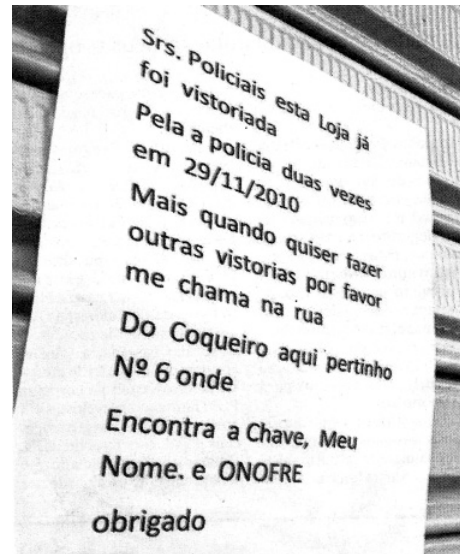 Srs. Policiais esta Loja já
foi vistoriada
Pela a policia duas vezes
em 29/11/2010
Mais quando quiser fazer
outras vistorias por favor
me chama na rua
Do Coqueiro aqui pertinho
Nº 6 onde
Encontra a Chave, Meu
Nome. e ONOFRE
obrigado